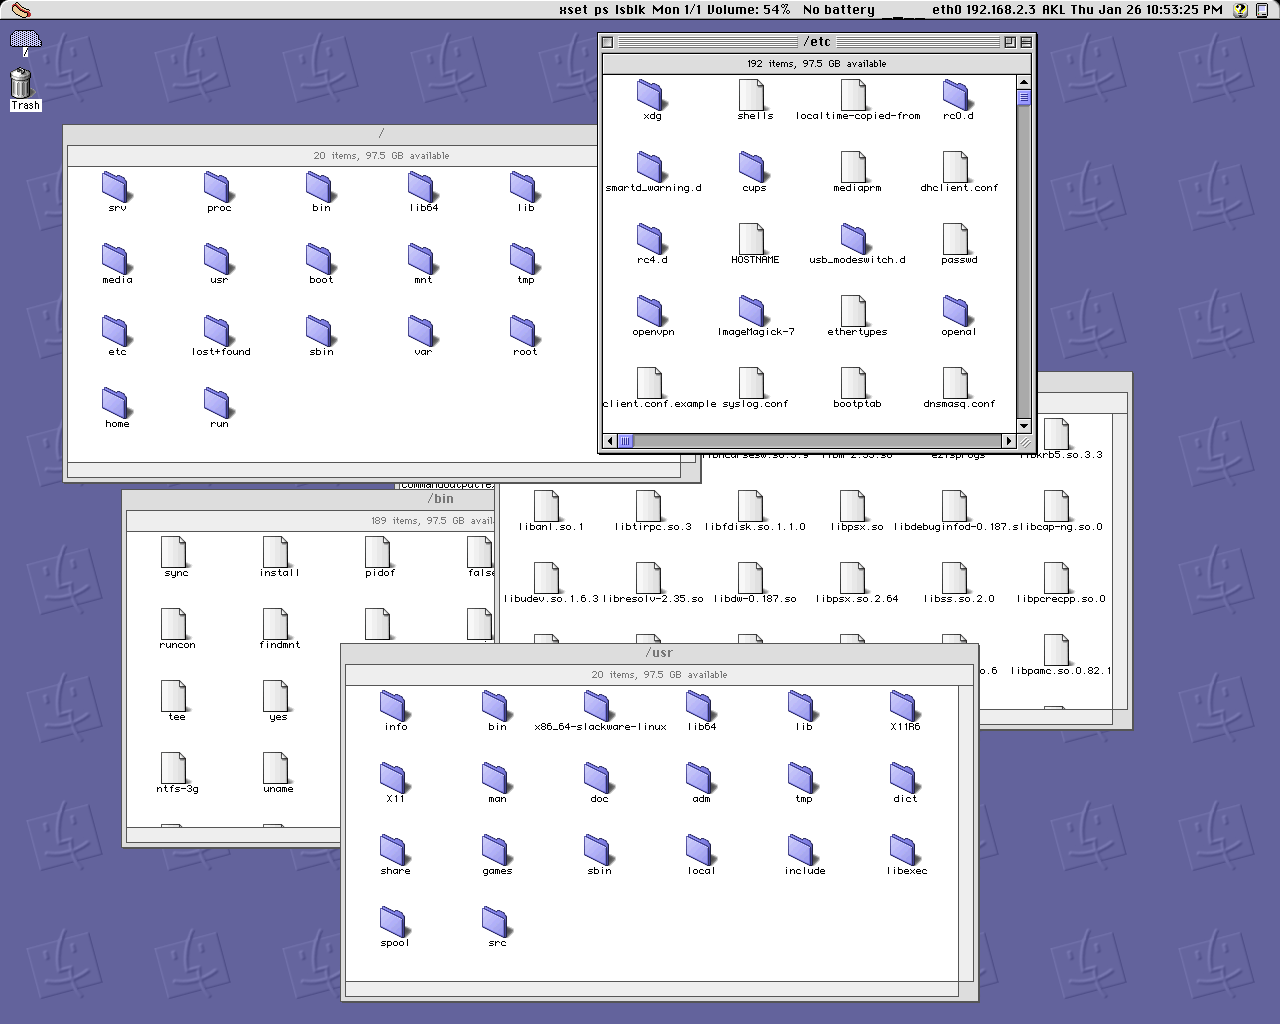 xset ps lsblk Mon 1/1 Volume: 54% No battery eth0 192.168.2.3 AKL Thu Jan 26 10:53:25 PM
/
Trash
/etc
192 items, 97.5 GB available
xdg shells localtime-copied-from rc0.d
smartd_warning.d cups mediaprm dhclient.conf
rc4.d HOSTNAME usb_modeswitch.d passwd
openvpn ImageMagick-7 ethertypes openal
client.conf.example syslog.conf bootptab dnsmasq.conf
/
20 items, 97.5 GB available
srv proc bin lib64 lib
media usr boot mnt tmp
etc lost+found sbin var root
home run
libkrb5.so.3.3
libanl.so.1 libtirpc.so.3 libfdisk.so.1.1.0 libpsx.so libdebuginfod-0.187.s libcap-ng.so.0
libudev.so.1.6.3 libresolv-2.35.so libdw-0.187.so libpsx.so.2.64 libss.so.2.0 libpcrecpp.so.0
o.6 libpamc.so.0.82.1
/bin
189 items, 97.5 GB avail
sync install pidof false
runcon findmnt
tee yes
ntfs-3g uname
/usr
20 items, 97.5 GB available
info bin x86_64-slackware-linux lib64 lib X11R6
X11 man doc adm tmp dict
share games sbin local include libexec
spool src